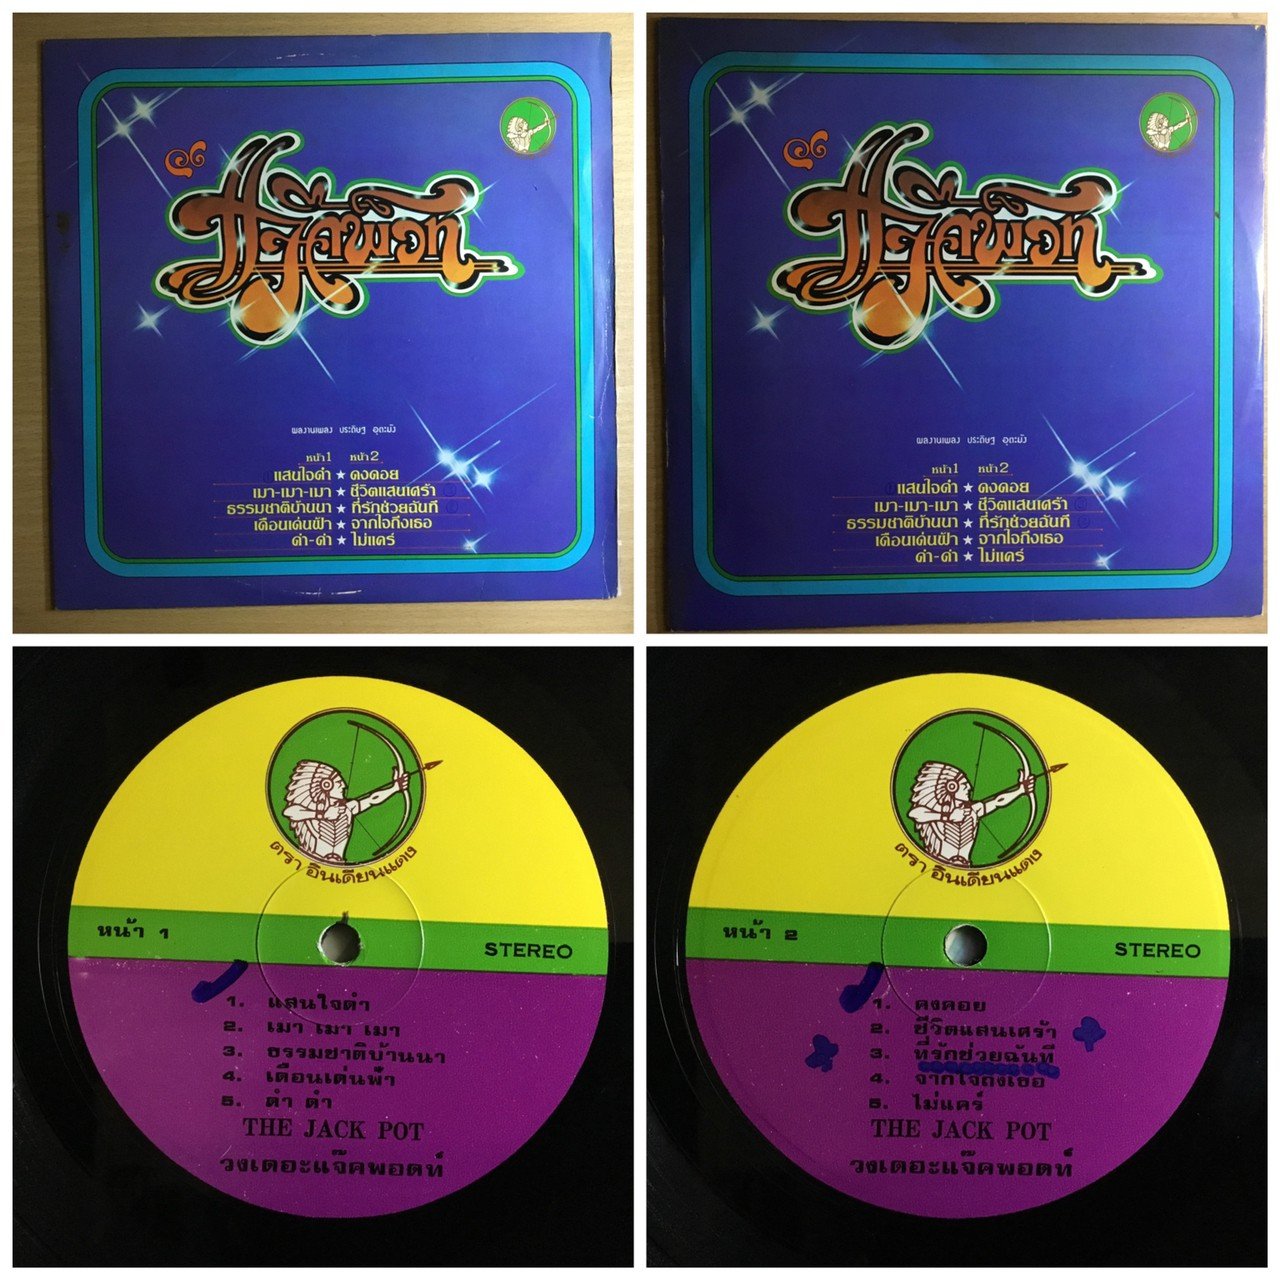 วง
แจ๊คพ็อท
ผลงานเพลง ประดิษฐ อุตะมัง
หน้า 1 หน้า 2
แสนใจดำ ★ ดงดอย
เมา-เมา-เมา ★ ชีวิตแสนเศร้า
ธรรมชาติบ้านนา ★ ที่รักช่วยฉันที
เดือนเด่นฟ้า ★ จากใจถึงเธอ
ดำ-ดำ ★ ไม่แคร์
วง
แจ๊คพ็อท
ผลงานเพลง ประดิษฐ อุตะมัง
หน้า 1 หน้า 2
แสนใจดำ ★ ดงดอย
เมา-เมา-เมา ★ ชีวิตแสนเศร้า
ธรรมชาติบ้านนา ★ ที่รักช่วยฉันที
เดือนเด่นฟ้า ★ จากใจถึงเธอ
ดำ-ดำ ★ ไม่แคร์
ตรา อินเดียนแดง
หน้า 1 STEREO
1. แสนใจดำ
2. เมา เมา เมา
3. ธรรมชาติบ้านนา
4. เดือนเด่นฟ้า
5. ดำ ดำ
THE JACK POT
วงเดอะแจ๊คพอตท์
ตรา อินเดียนแดง
หน้า 2 STEREO
1. ดงดอย
2. ชีวิตแสนเศร้า
3. ที่รักช่วยฉันที
4. จากใจถึงเธอ
5. ไม่แคร์
THE JACK POT
วงเดอะแจ๊คพอตท์